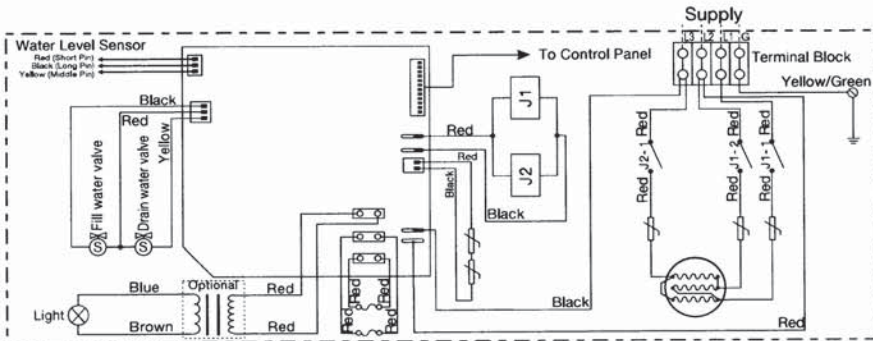 Supply
L3 L2 L1 G
Water Level Sensor
Red (Short Pin)
Black (Long Pin)
Yellow (Middle Pin)
To Control Panel
Terminal Block
Yellow/Green
Black
Red
Yellow
Fill water valve
Drain water valve
S
S
J1
J2
Red
Red
Black
Black
Red
Red
Red
J2-1
J1-2
J1-1
Red
Red
Red
Optional
Blue
Red
Light
Brown
Red
Red
Red
Red
Red
Black
Red